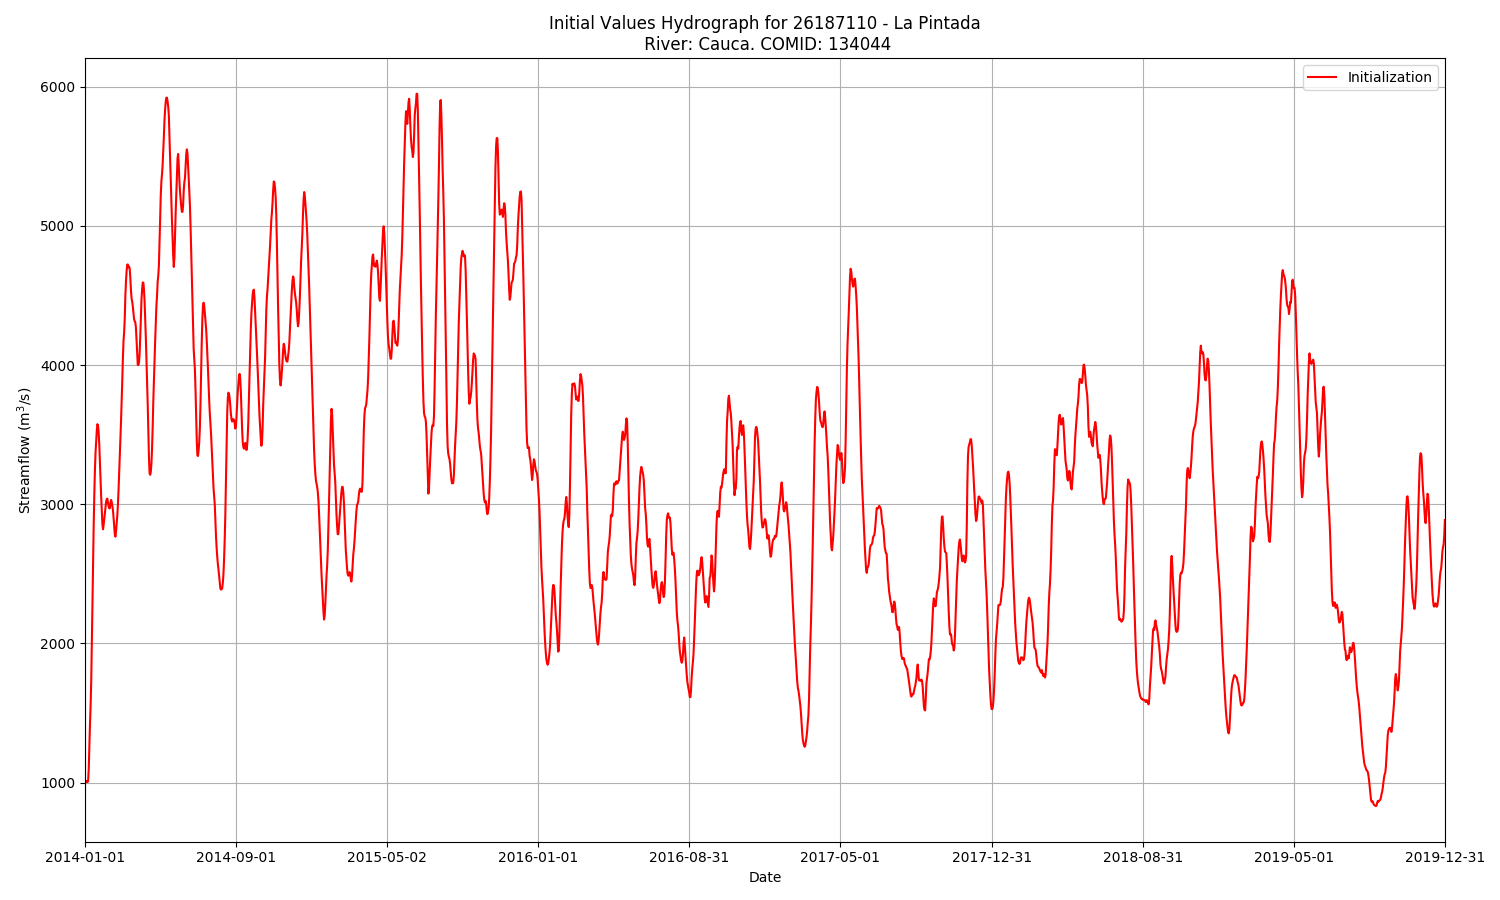 Initial Values Hydrograph for 26187110 - La Pintada
River: Cauca. COMID: 134044
Initialization
6000
5000
4000
3000
2000
1000
Streamflow (m³/s)
2014-01-01 2014-09-01 2015-05-02 2016-01-01 2016-08-31 2017-05-01 2017-12-31 2018-08-31 2019-05-01 2019-12-31
Date